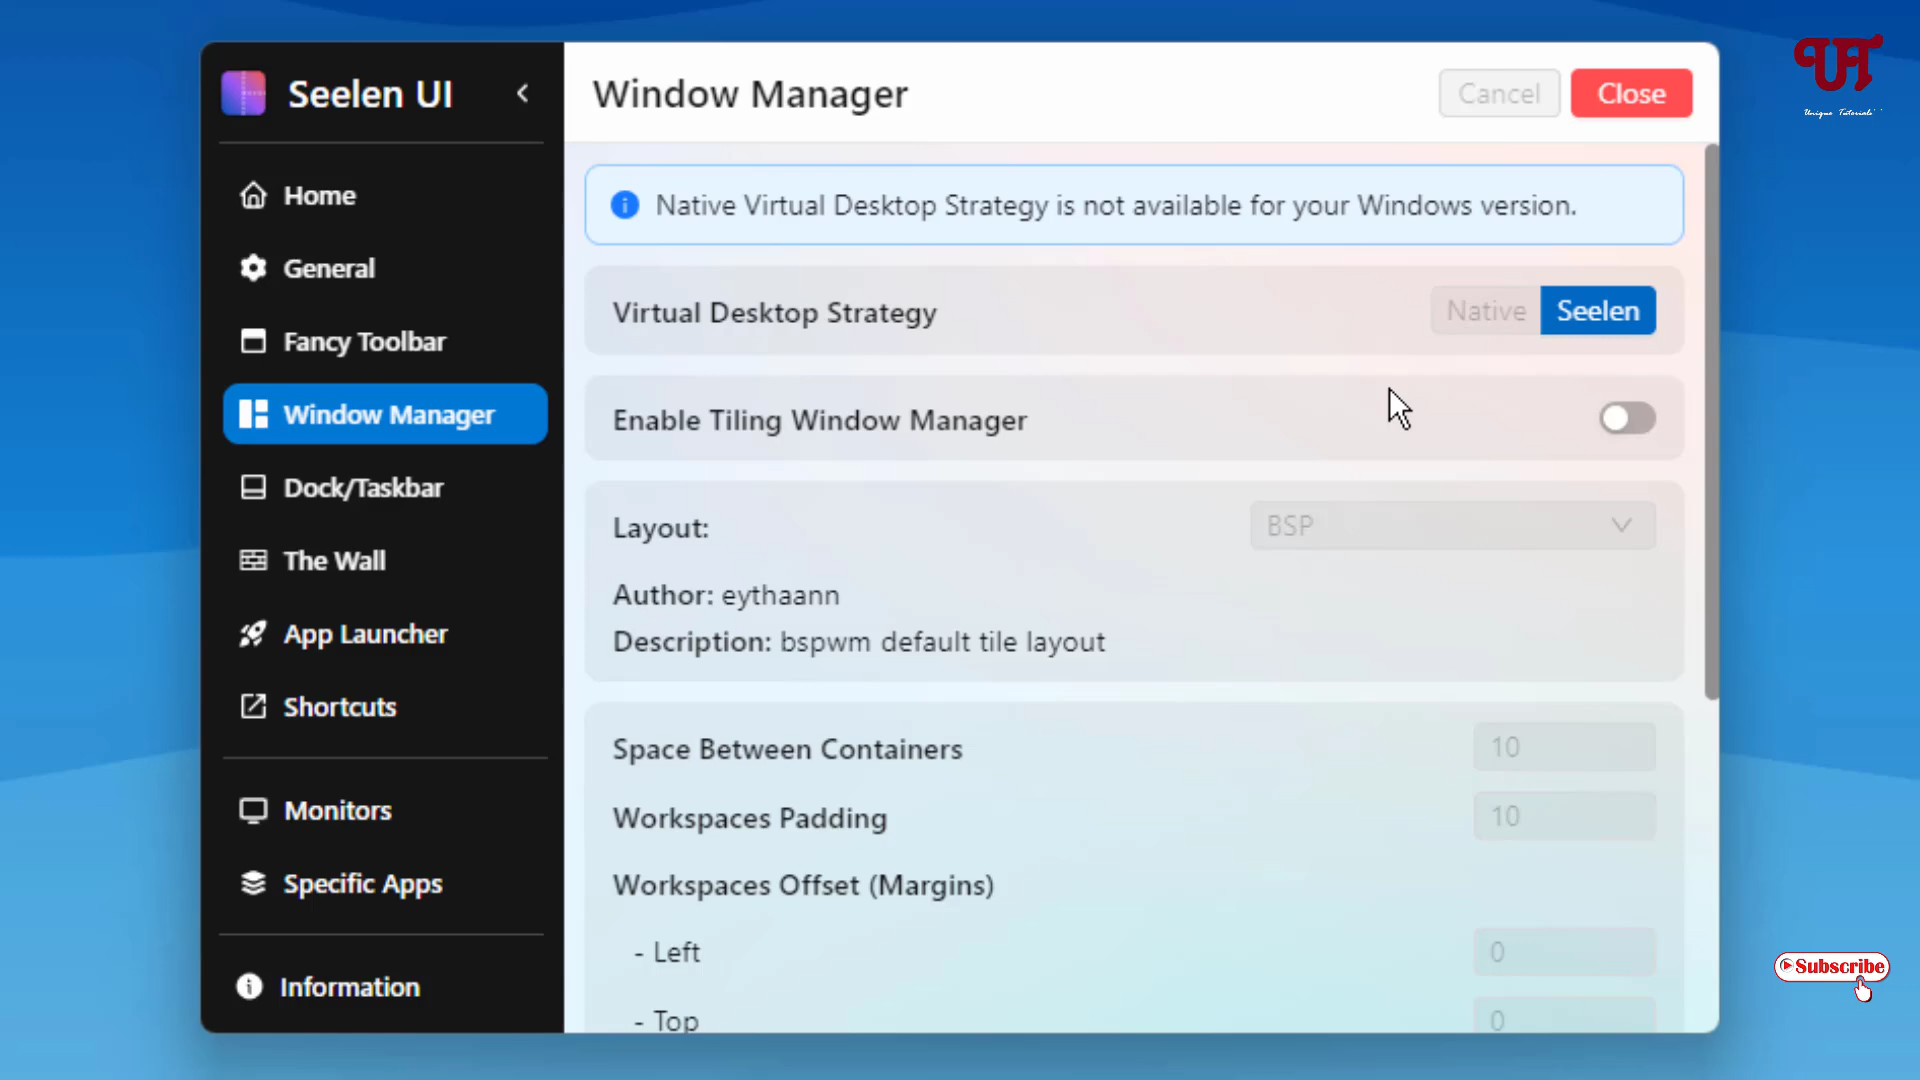 Seelen UI
Home
General
Fancy Toolbar
Window Manager
Dock/Taskbar
The Wall
App Launcher
Shortcuts
Monitors
Specific Apps
Information
Window Manager
Cancel
Close
Native Virtual Desktop Strategy is not available for your Windows version.
Virtual Desktop Strategy
Native
Seelen
Enable Tiling Window Manager
Layout:
BSP
Author: eythaann
Description: bspwm default tile layout
Space Between Containers
10
Workspaces Padding
10
Workspaces Offset (Margins)
- Left
0
- Top
0
UT
Unique Tutorials
Subscribe